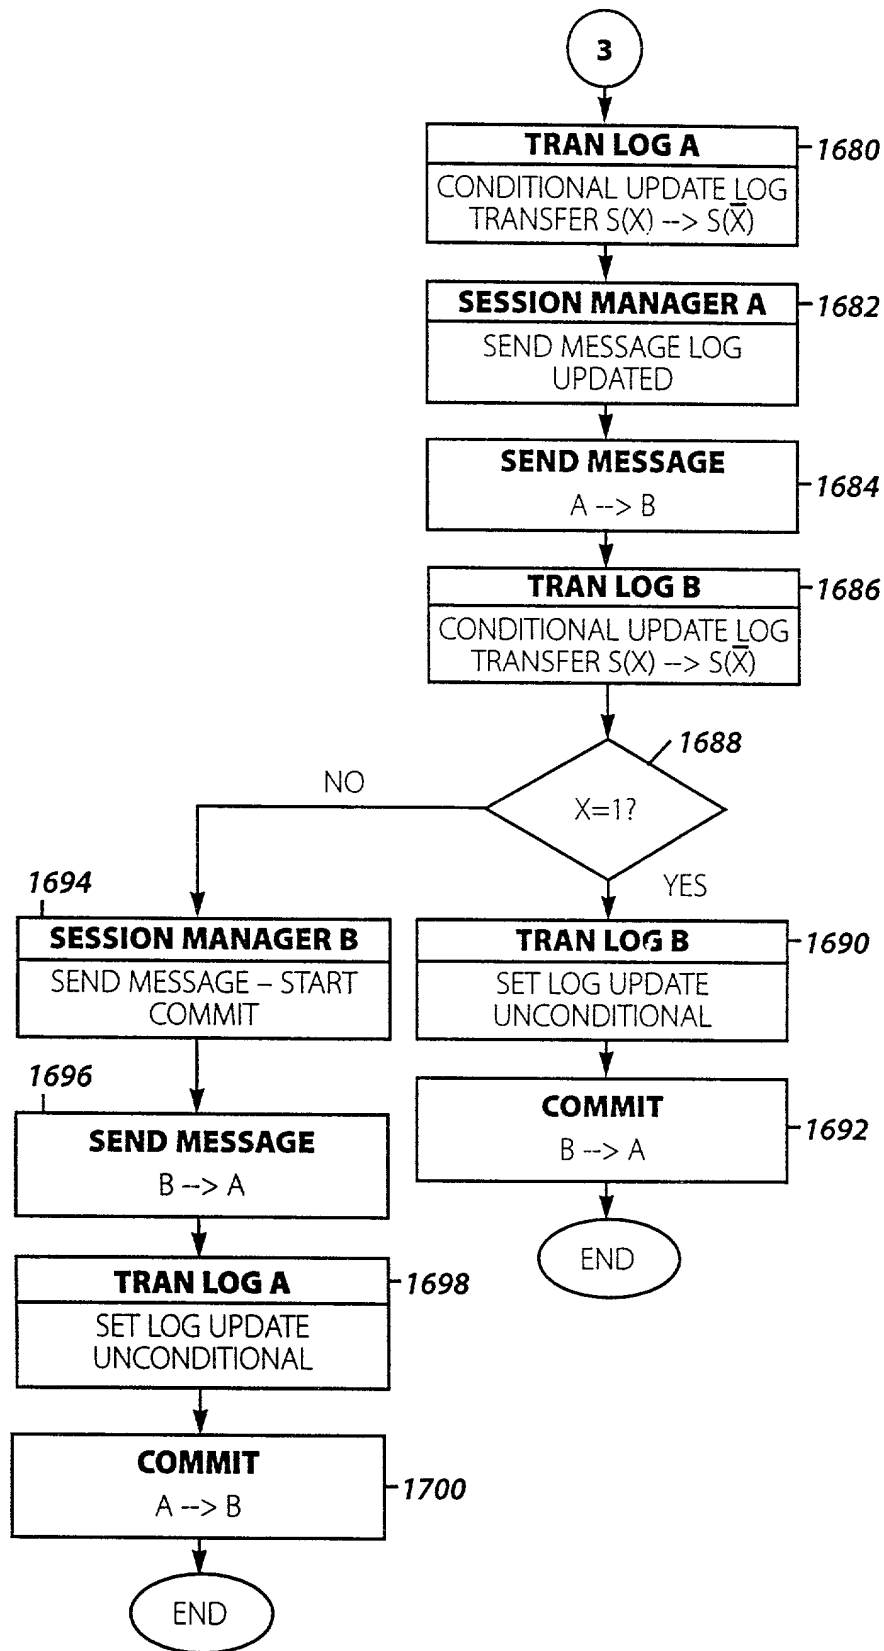 3
TRAN LOG A
1680
CONDITIONAL UPDATE LOG
TRANSFER S(X) --> S(X̅)
SESSION MANAGER A
1682
SEND MESSAGE LOG
UPDATED
SEND MESSAGE
1684
A --> B
TRAN LOG B
1686
CONDITIONAL UPDATE LOG
TRANSFER S(X) --> S(X̅)
1688
X=1?
NO
YES
1694
SESSION MANAGER B
SEND MESSAGE – START
COMMIT
1696
SEND MESSAGE
B --> A
TRAN LOG A
1698
SET LOG UPDATE
UNCONDITIONAL
COMMIT
1700
A --> B
END
TRAN LOG B
1690
SET LOG UPDATE
UNCONDITIONAL
COMMIT
1692
B --> A
END